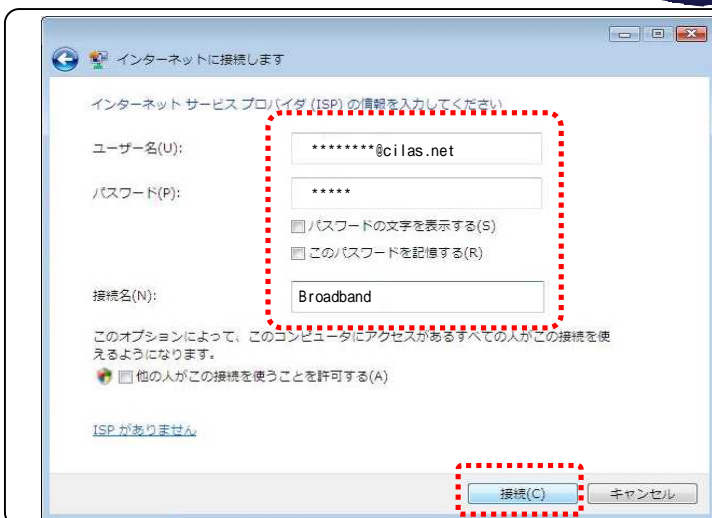 インターネットに接続します
インターネット サービス プロバイダ (ISP) の情報を入力してください
ユーザー名(U):
********@cilas.net
パスワード(P):
*****
パスワードの文字を表示する(S)
このパスワードを記憶する(R)
接続名(N):
Broadband
このオプションによって、このコンピュータにアクセスがあるすべての人がこの接続を使
えるようになります。
他の人がこの接続を使うことを許可する(A)
ISP がありません
接続(C)
キャンセル